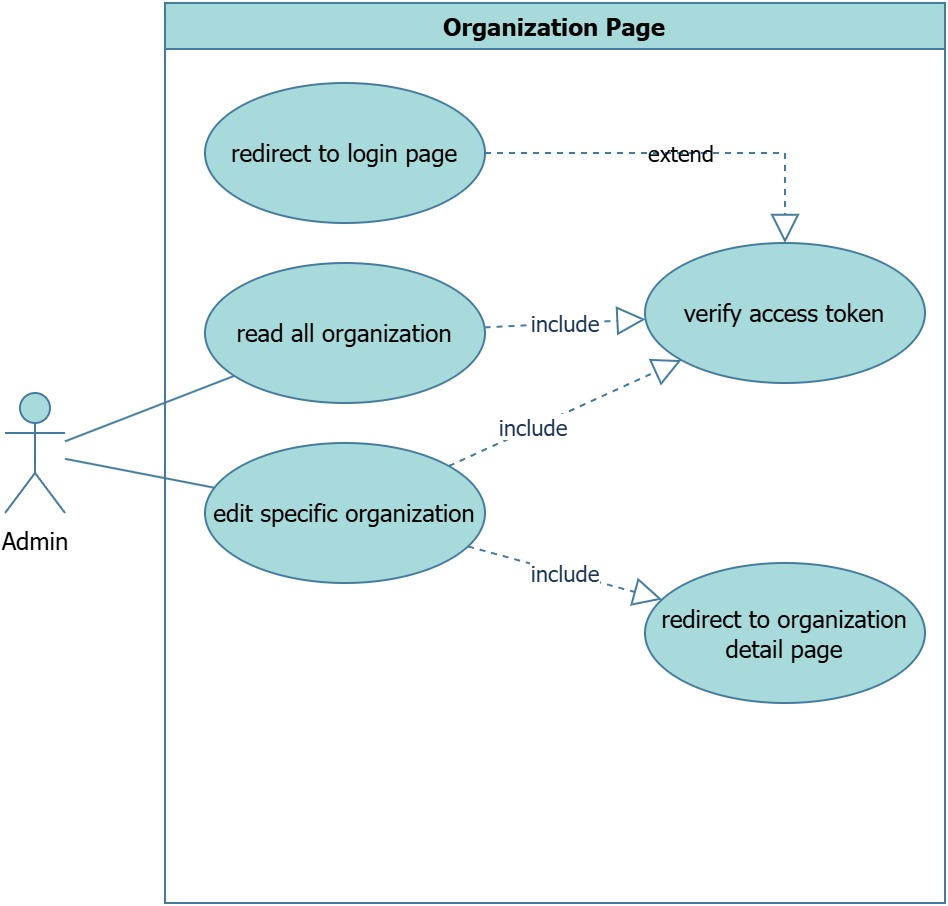 Organization Page
redirect to login page
extend
verify access token
read all organization
include
include
edit specific organization
Admin
include
redirect to organization
detail page